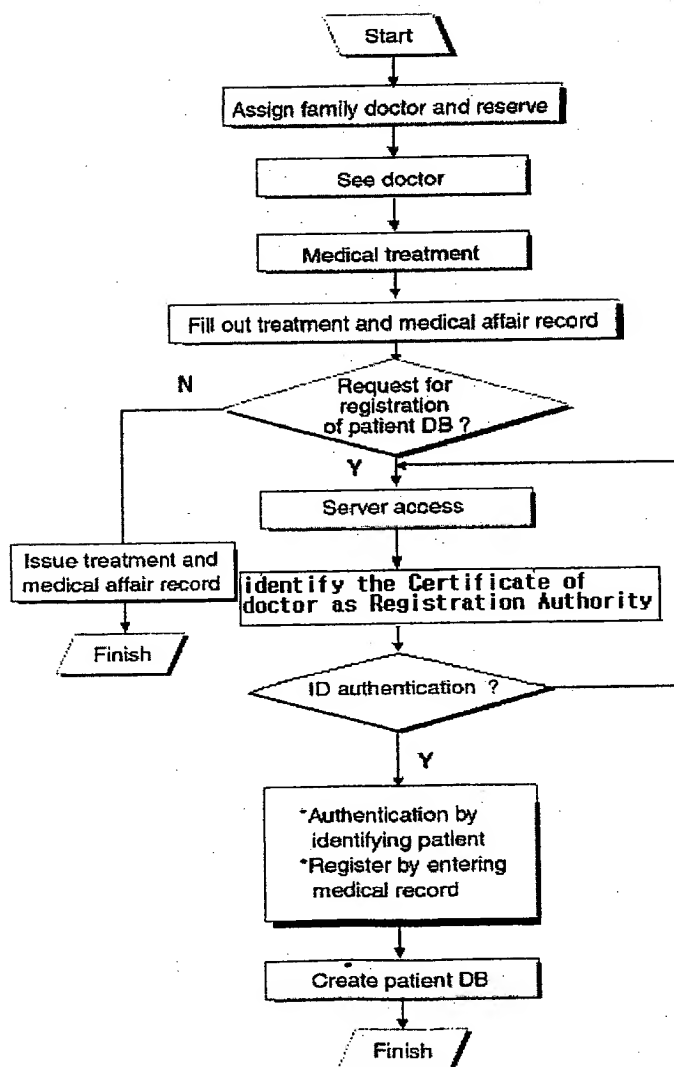 Start
Assign family doctor and reserve
See doctor
Medical treatment
Fill out treatment and medical affair record
N
Request for
registration
of patient DB ?
Y
Server access
Issue treatment and
medical affair record
identify the Certificate of
doctor as Registration Authority
Finish
ID authentication ?
Y
*Authentication by
identifying patient
*Register by entering
medical record
Create patient DB
Finish